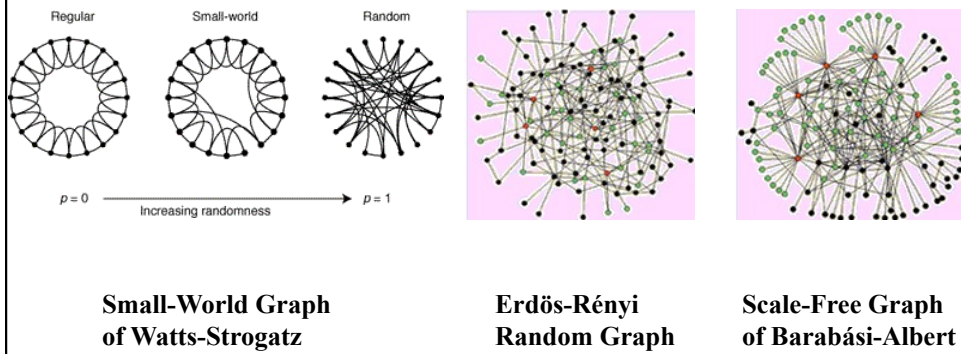 Regular
Small-world
Random
p = 0
p = 1
Increasing randomness
Small-World Graph
of Watts-Strogatz
Erdös-Rényi
Random Graph
Scale-Free Graph
of Barabási-Albert